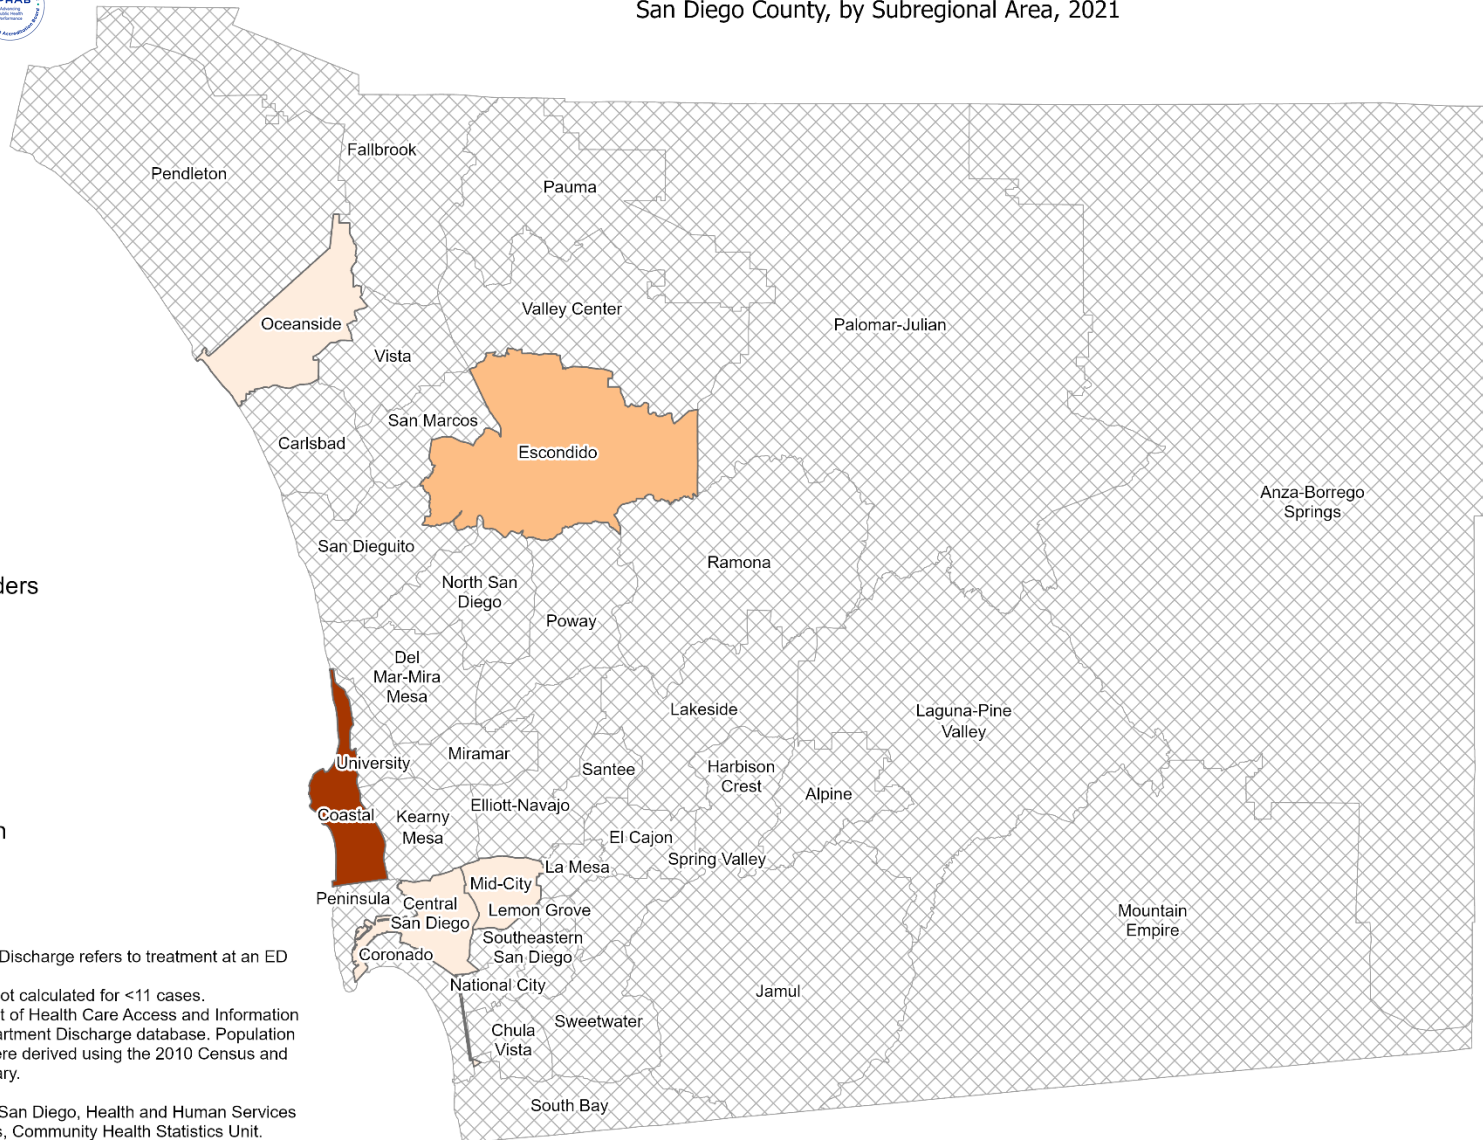 San Diego County, by Subregional Area, 2021
Advancing
Fallbrook
Pendleton
Pauma
Valley Center
Oceanside
Palomar-Julian
Vista
San Marcos
Carlsbad
Escondido
Anza-Borrego
Springs
San Dieguito
Ramona
North San
Diego
ders
Poway
Del
Mar-Mira
Mesa
Lakeside
Laguna-Pine
Valley
Miramar
University
Santee
Harbison
Crest
Alpine
Elliott-Navajo
Coastal
Kearny
Mesa
n
El Cajon
Spring Valley
La Mesa
Mid-City
Peninsula
Central
San Diego
Lemon Grove
Mountain
Empire
Southeastern
San Diego
Coronado
National City
Jamul
Sweetwater
Chula
Vista
South Bay
Discharge refers to treatment at an ED
ot calculated for <11 cases.
t of Health Care Access and Information
artment Discharge database. Population
ere derived using the 2010 Census and
ary.
San Diego, Health and Human Services
s, Community Health Statistics Unit.